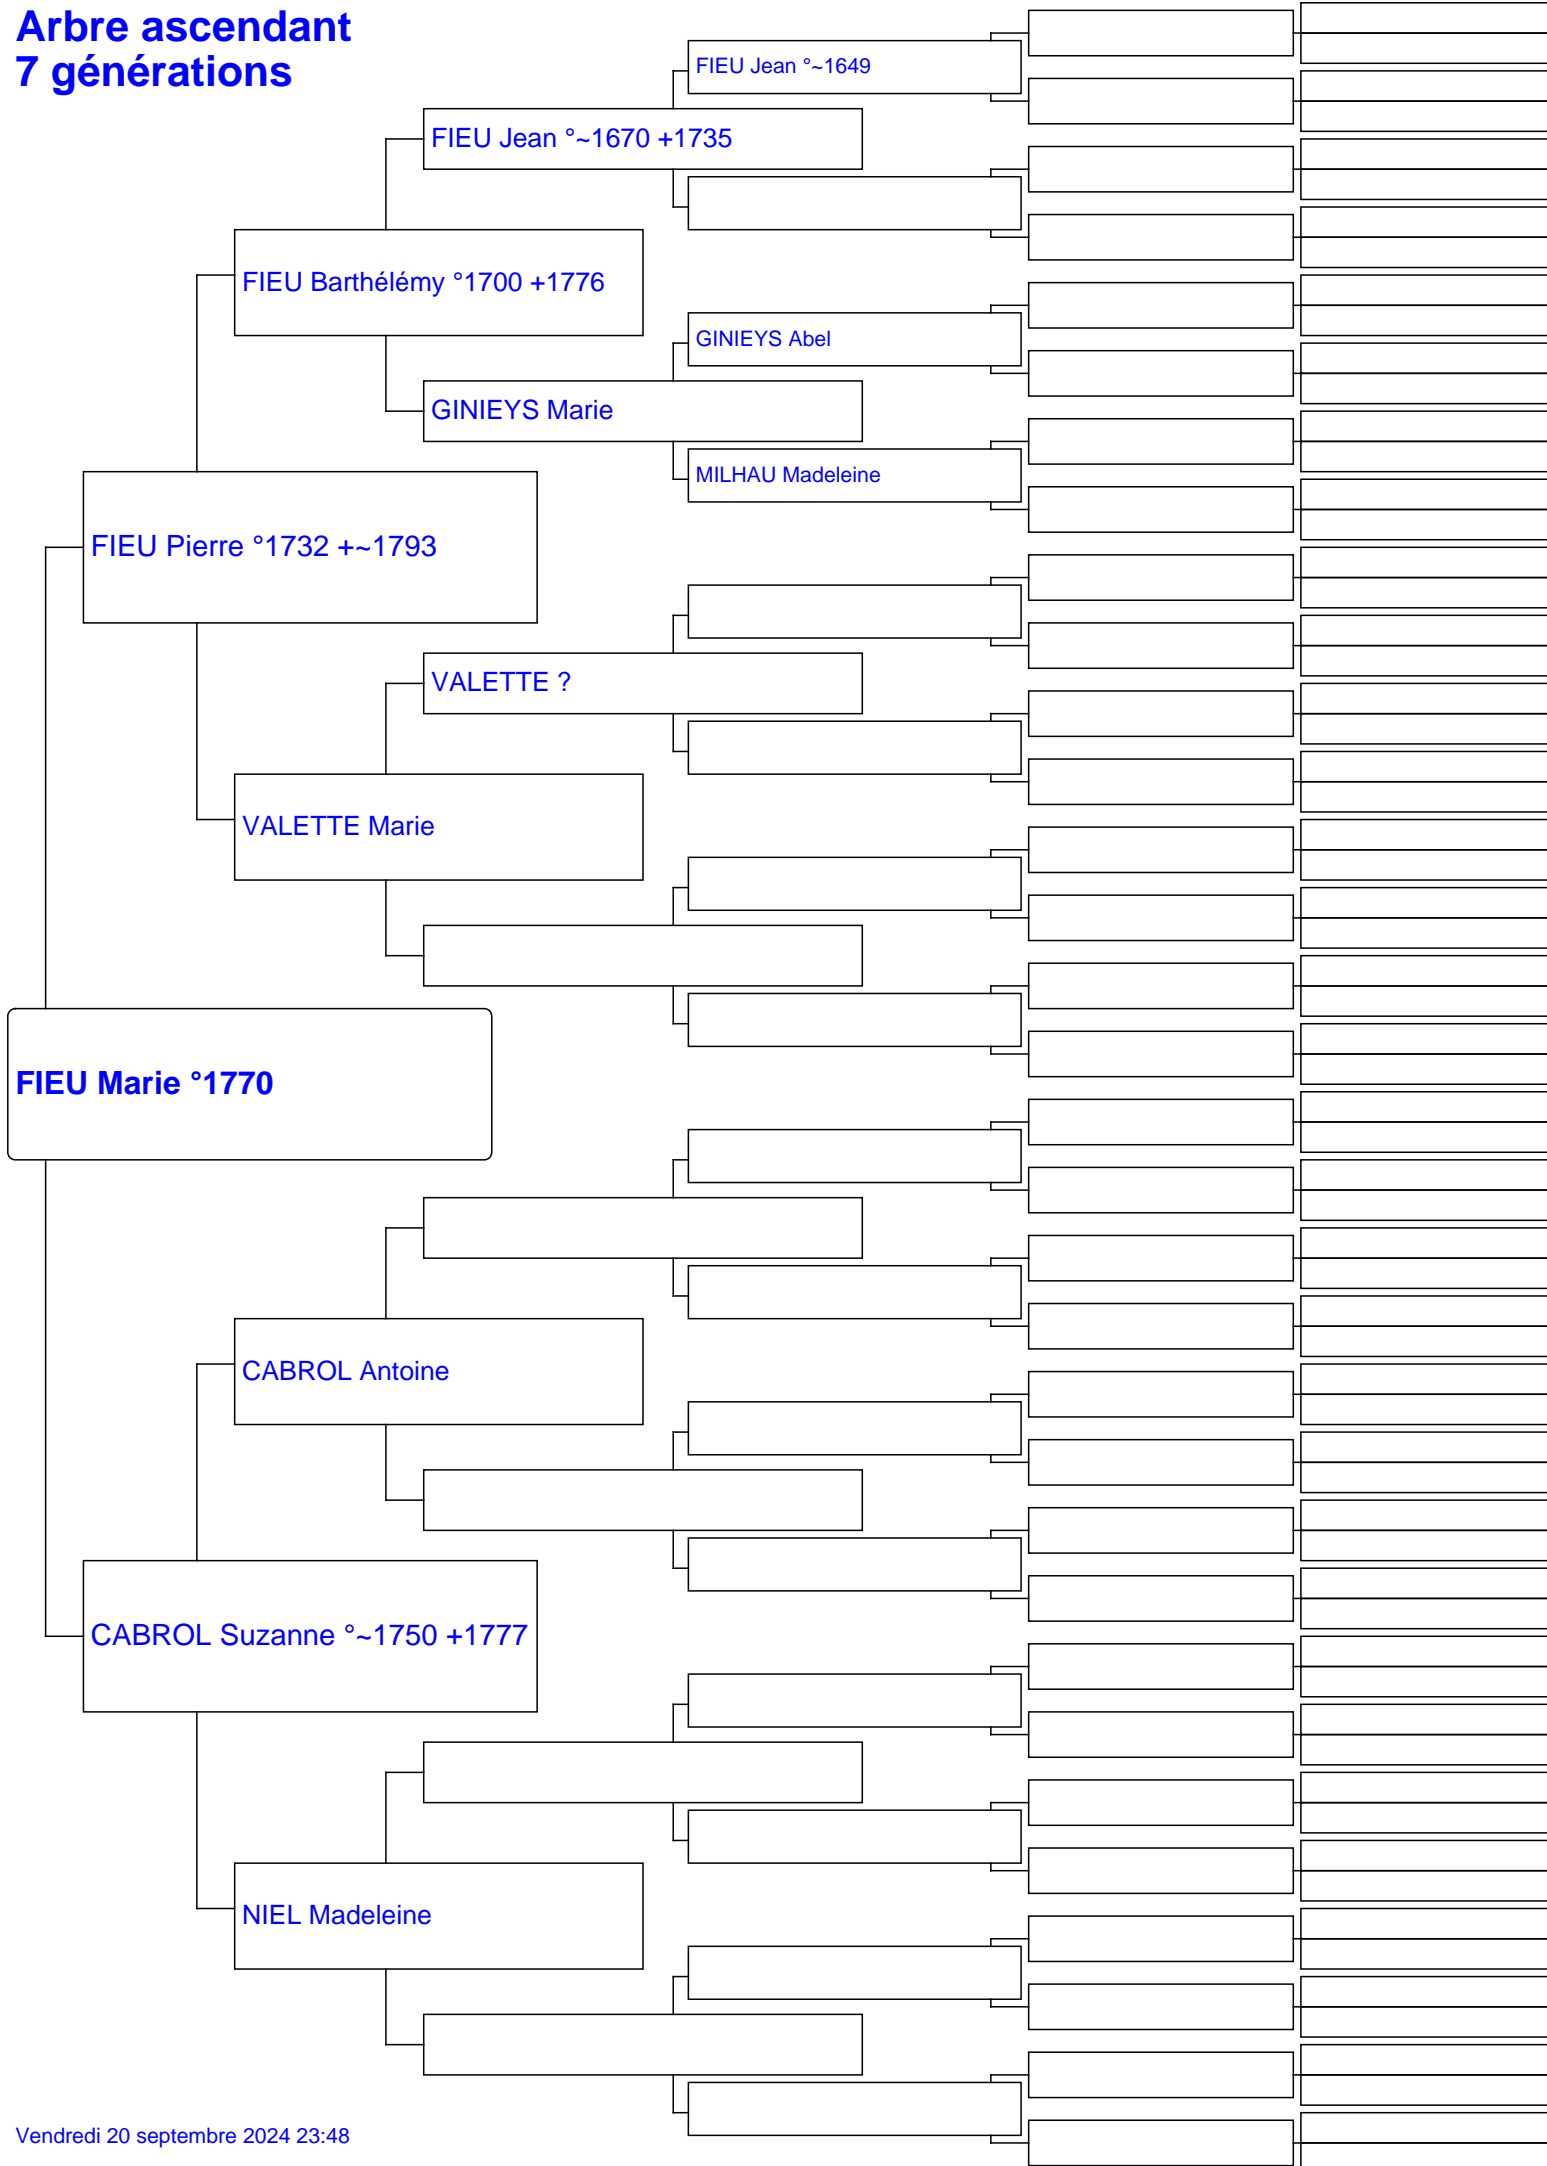 Arbre ascendant
7 générations
FIEU Jean °~1649
FIEU Jean °~1670 +1735
FIEU Barthélémy °1700 +1776
GINIEYS Abel
GINIEYS Marie
MILHAU Madeleine
FIEU Pierre °1732 +~1793
VALETTE ?
VALETTE Marie
FIEU Marie °1770
CABROL Antoine
CABROL Suzanne °~1750 +1777
NIEL Madeleine
Vendredi 20 septembre 2024 23:48